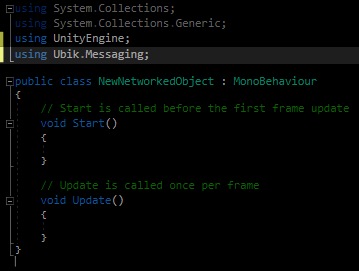 using System.Collections;
using System.Collections.Generic;
using UnityEngine;
using Ubik.Messaging;
public class NewNetworkedObject : MonoBehaviour
{
// Start is called before the first frame update
void Start()
{
}
// Update is called once per frame
void Update()
{
}
}